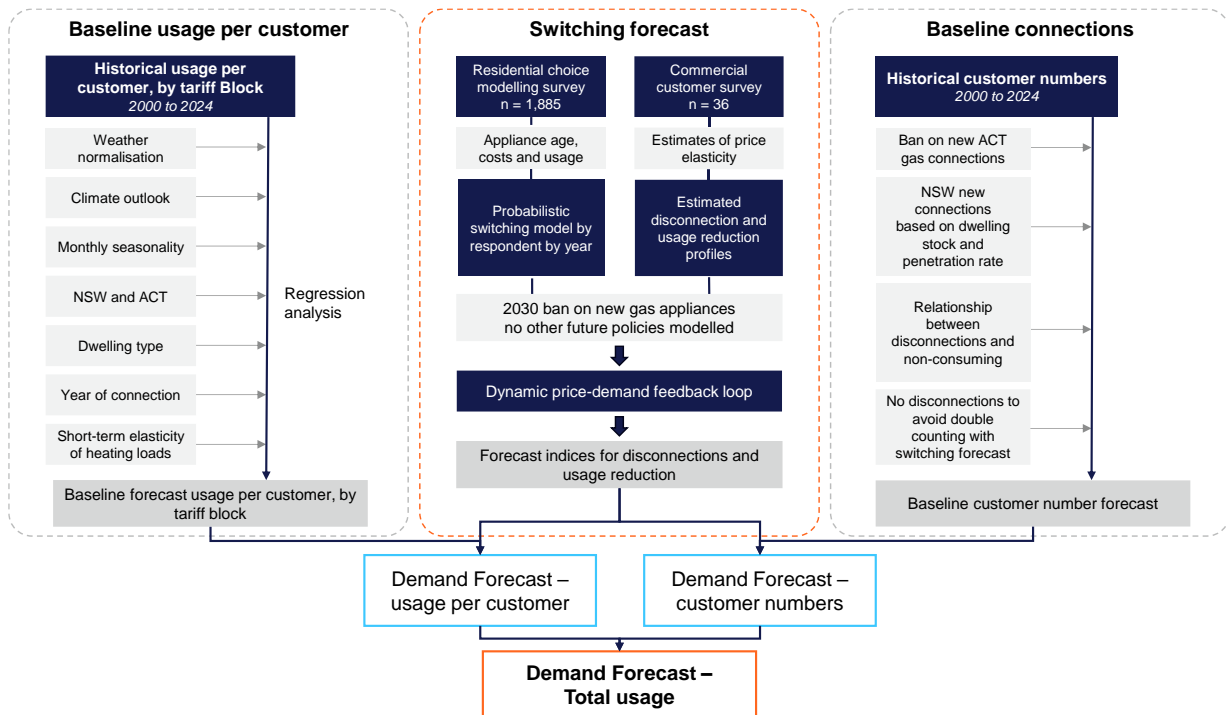 Baseline usage per customer
Historical usage per
customer, by tariff Block
2000 to 2024
Weather
normalisation
Climate outlook
Monthly seasonality
NSW and ACT
Dwelling type
Year of connection
Short-term elasticity
of heating loads
Regression
analysis
Baseline forecast usage per customer, by
tariff block
Switching forecast
Residential choice
modelling survey
n = 1,885
Commercial
customer survey
n = 36
Appliance age,
costs and usage
Estimates of price
elasticity
Probabilistic
switching model by
respondent by year
Estimated
disconnection and
usage reduction
profiles
2030 ban on new gas appliances
no other future policies modelled
Dynamic price-demand feedback loop
Forecast indices for disconnections and
usage reduction
Baseline connections
Historical customer numbers
2000 to 2024
Ban on new ACT
gas connections
NSW new
connections
based on dwelling
stock and
penetration rate
Relationship
between
disconnections and
non-consuming
No disconnections to
avoid double
counting with
switching forecast
Baseline customer number forecast
Demand Forecast –
usage per customer
Demand Forecast –
customer numbers
Demand Forecast –
Total usage